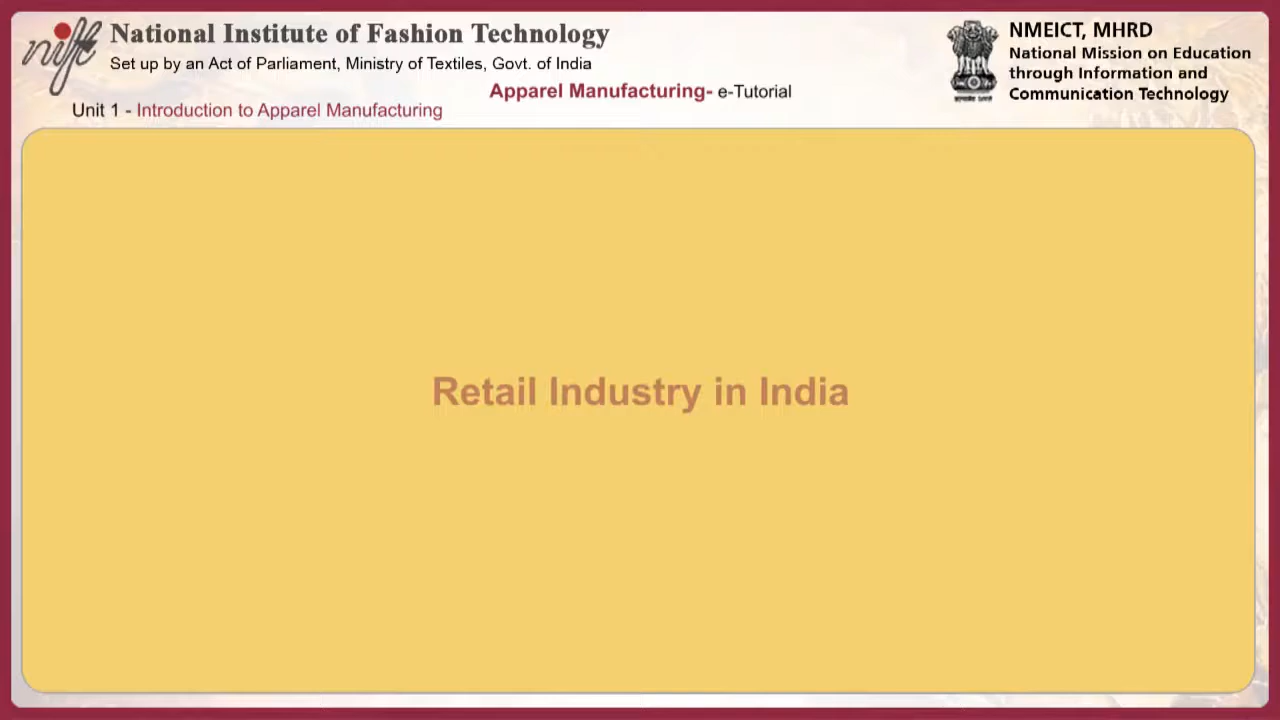 nift
National Institute of Fashion Technology
Set up by an Act of Parliament, Ministry of Textiles, Govt. of India
Apparel Manufacturing- e-Tutorial
Unit 1 - Introduction to Apparel Manufacturing
NMEICT, MHRD
National Mission on Education
through Information and
Communication Technology
Retail Industry in India